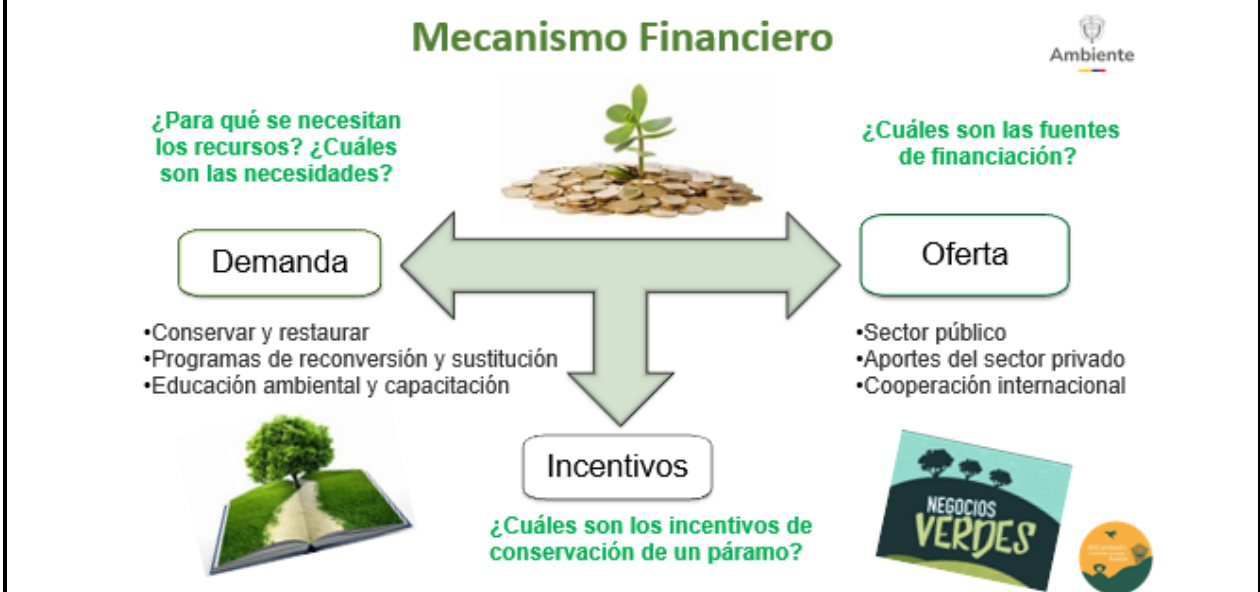 Mecanismo Financiero
Ambiente
¿Para qué se necesitan
los recursos? ¿Cuáles
son las necesidades?
¿Cuáles son las fuentes
de financiación?
Demanda
Oferta
•Conservar y restaurar
•Programas de reconversión y sustitución
•Educación ambiental y capacitación
•Sector público
•Aportes del sector privado
•Cooperación internacional
Incentivos
¿Cuáles son los incentivos de
conservación de un páramo?
NEGOCIOS
VERDES